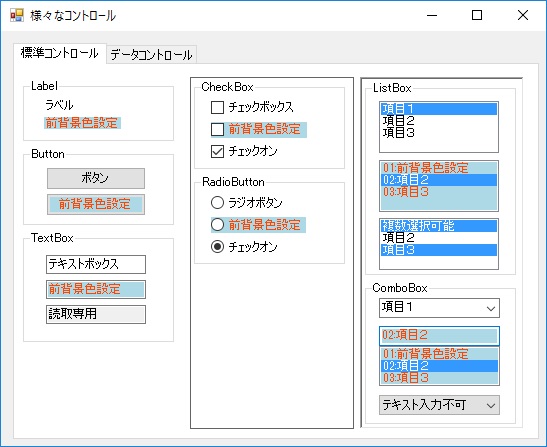 様々なコントロール
標準コントロール
データコントロール
Label
ラベル
前背景色設定
Button
ボタン
前背景色設定
TextBox
テキストボックス
前背景色設定
読取専用
CheckBox
チェックボックス
前背景色設定
チェックオン
RadioButton
ラジオボタン
前背景色設定
チェックオン
ListBox
項目1
項目2
項目3
01:前背景色設定
02:項目2
03:項目3
複数選択可能
項目2
項目3
ComboBox
項目1
02:項目2
01:前背景色設定
02:項目2
03:項目3
テキスト入力不可